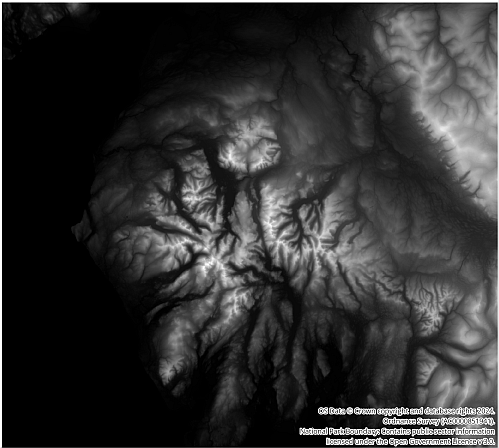 OS Data © Crown copyright and database rights 2024.
Ordnance Survey (AC0000851941).
National Park Boundary: Contains public sector information
licensed under the Open Government Licence v3.0.